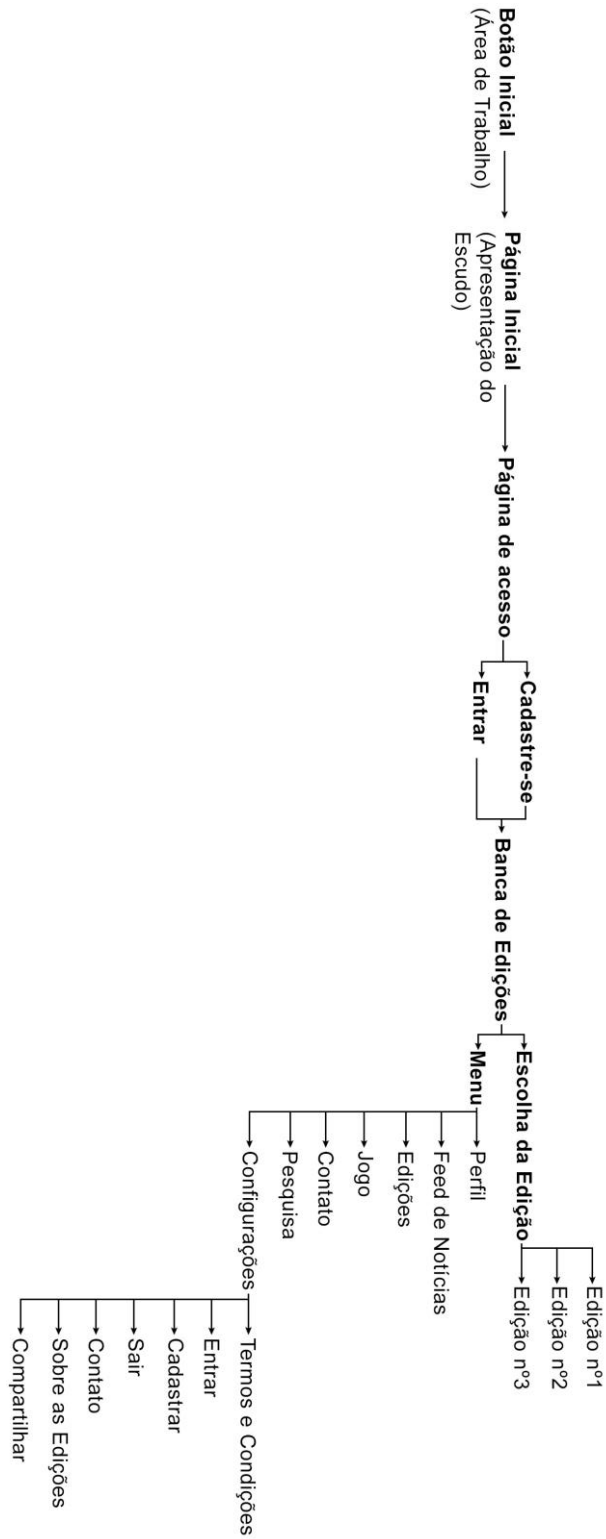 Botão Inicial
(Área de Trabalho)
Página Inicial
(Apresentação do
Escudo)
Página de acesso
Cadastre-se
Entrar
Banca de Edições
Escolha da Edição
Edição nº1
Edição nº2
Edição nº3
Menu
Perfil
Feed de Notícias
Edições
Jogo
Contato
Pesquisa
Configurações
Termos e Condições
Entrar
Cadastrar
Sair
Contato
Sobre as Edições
Compartilhar